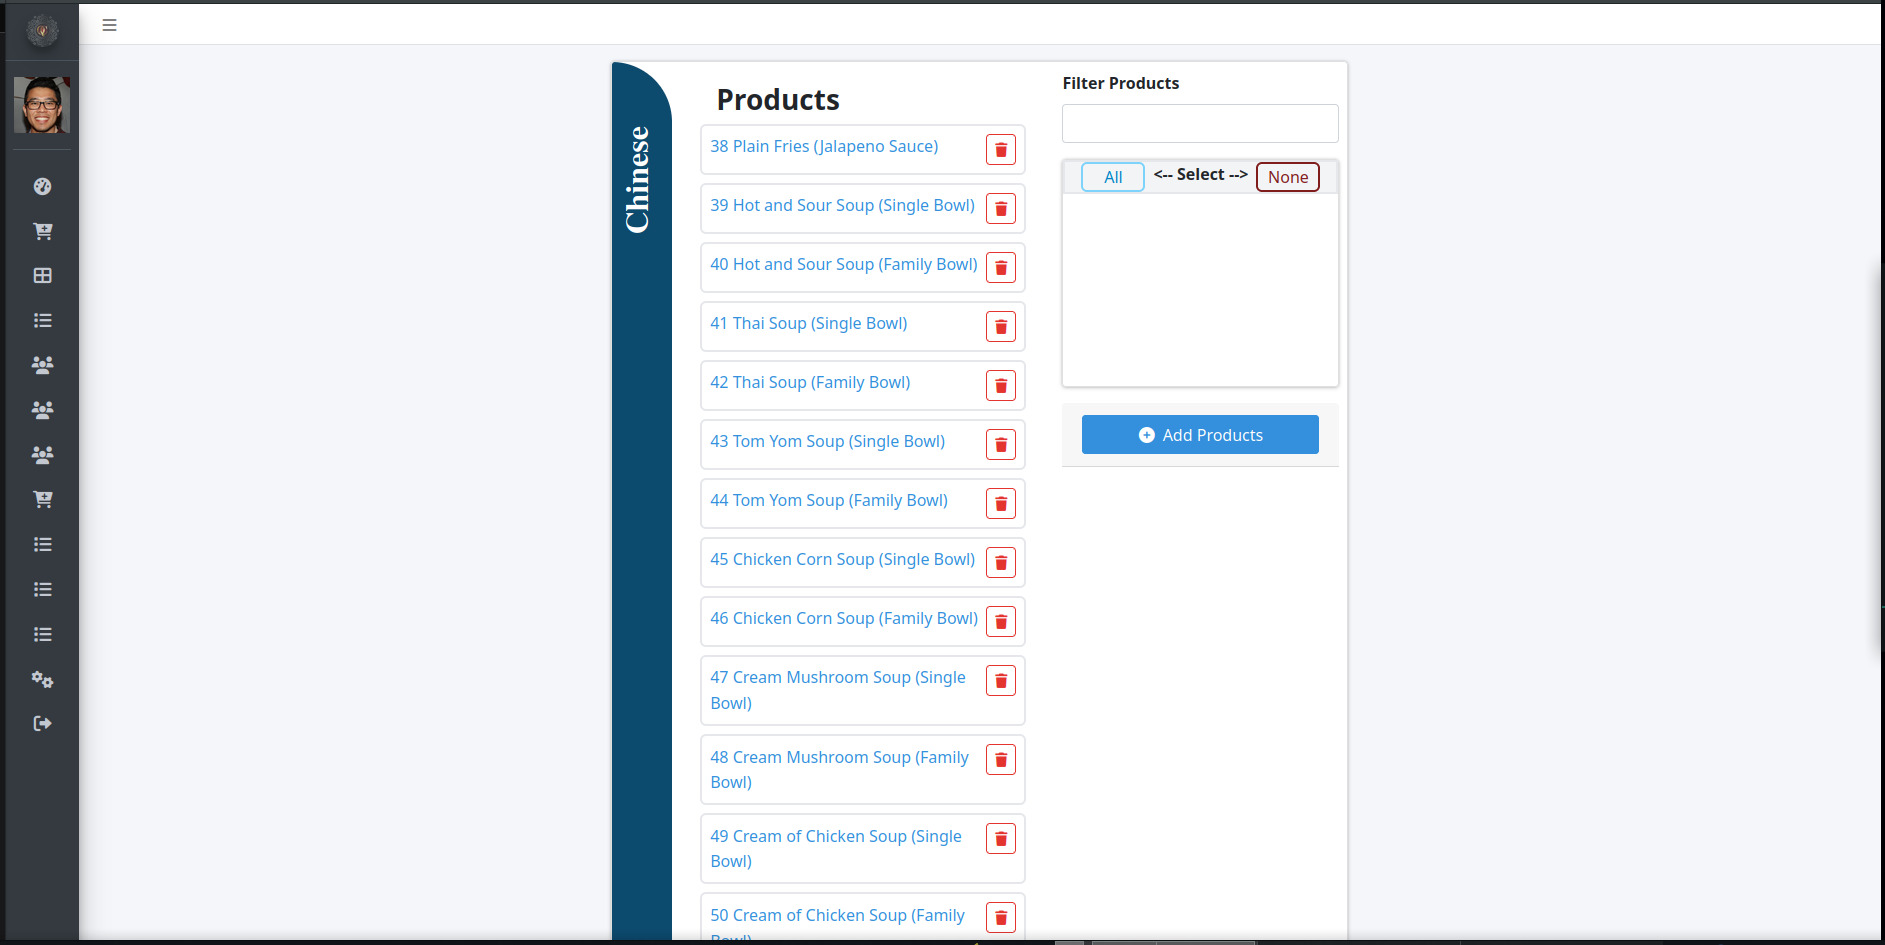 Chinese
Products
38 Plain Fries (Jalapeno Sauce)
39 Hot and Sour Soup (Single Bowl)
40 Hot and Sour Soup (Family Bowl)
41 Thai Soup (Single Bowl)
42 Thai Soup (Family Bowl)
43 Tom Yom Soup (Single Bowl)
44 Tom Yom Soup (Family Bowl)
45 Chicken Corn Soup (Single Bowl)
46 Chicken Corn Soup (Family Bowl)
47 Cream Mushroom Soup (Single
Bowl)
48 Cream Mushroom Soup (Family
Bowl)
49 Cream of Chicken Soup (Single
Bowl)
50 Cream of Chicken Soup (Family
Bowl)
Filter Products
All <-- Select --> None
Add Products